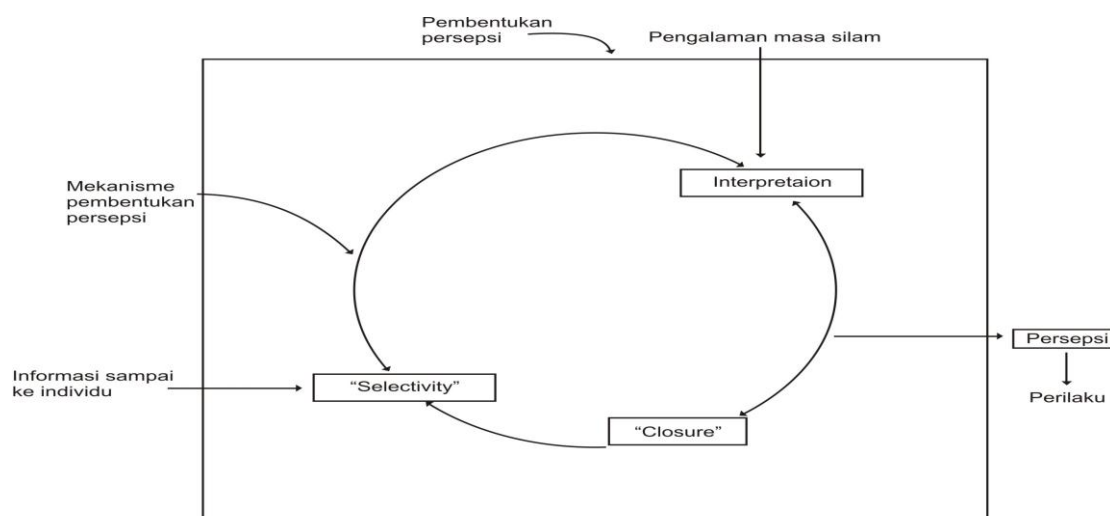 Pembentukan
persepsi
Pengalaman masa silam
Interpretaion
Mekanisme
pembentukan
persepsi
Persepsi
Informasi sampai
ke individu
“Selectivity”
Perilaku
“Closure”